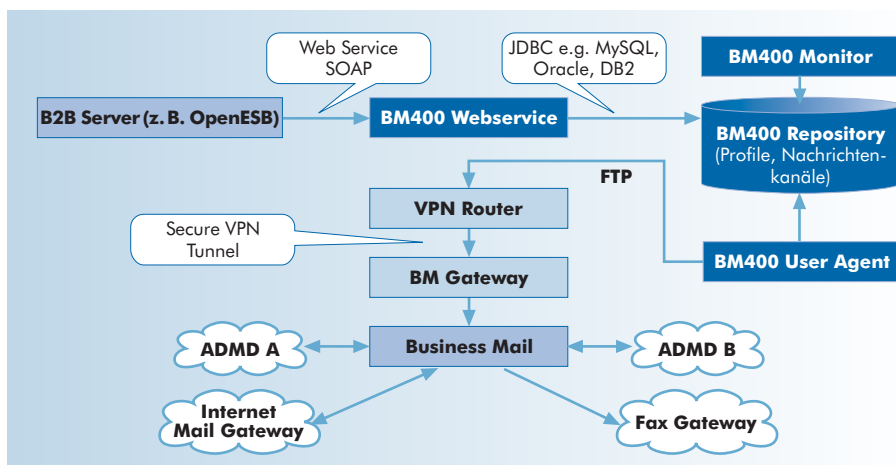 Web Service
SOAP
JDBC e.g. MySQL,
Oracle, DB2
BM400 Monitor
B2B Server (z. B. OpenESB)
BM400 Webservice
BM400 Repository
(Profile, Nachrichten-
kanäle)
FTP
VPN Router
Secure VPN
Tunnel
BM400 User Agent
BM Gateway
ADMD A
Business Mail
ADMD B
Internet
Mail Gateway
Fax Gateway